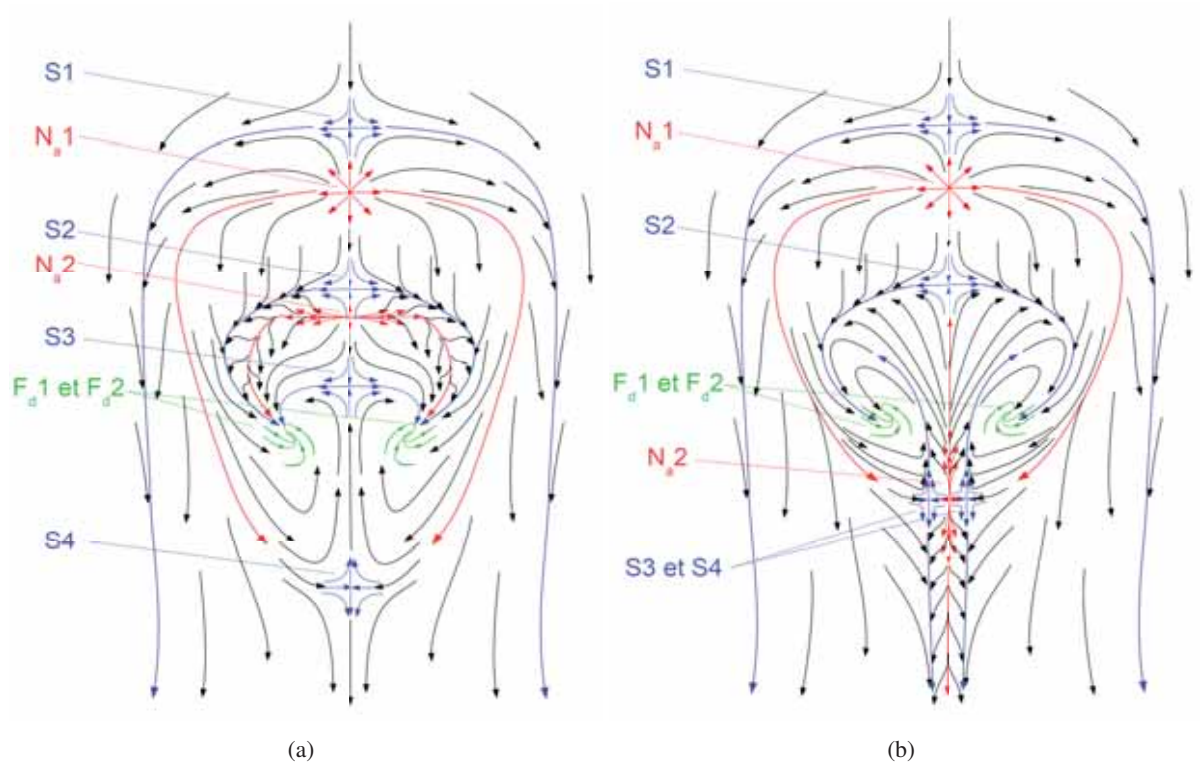 S1
Na1
S2
Na2
S3
Fd1 et Fd2
S4
(a)
S1
Na1
S2
Fd1 et Fd2
Na2
S3 et S4
(b)